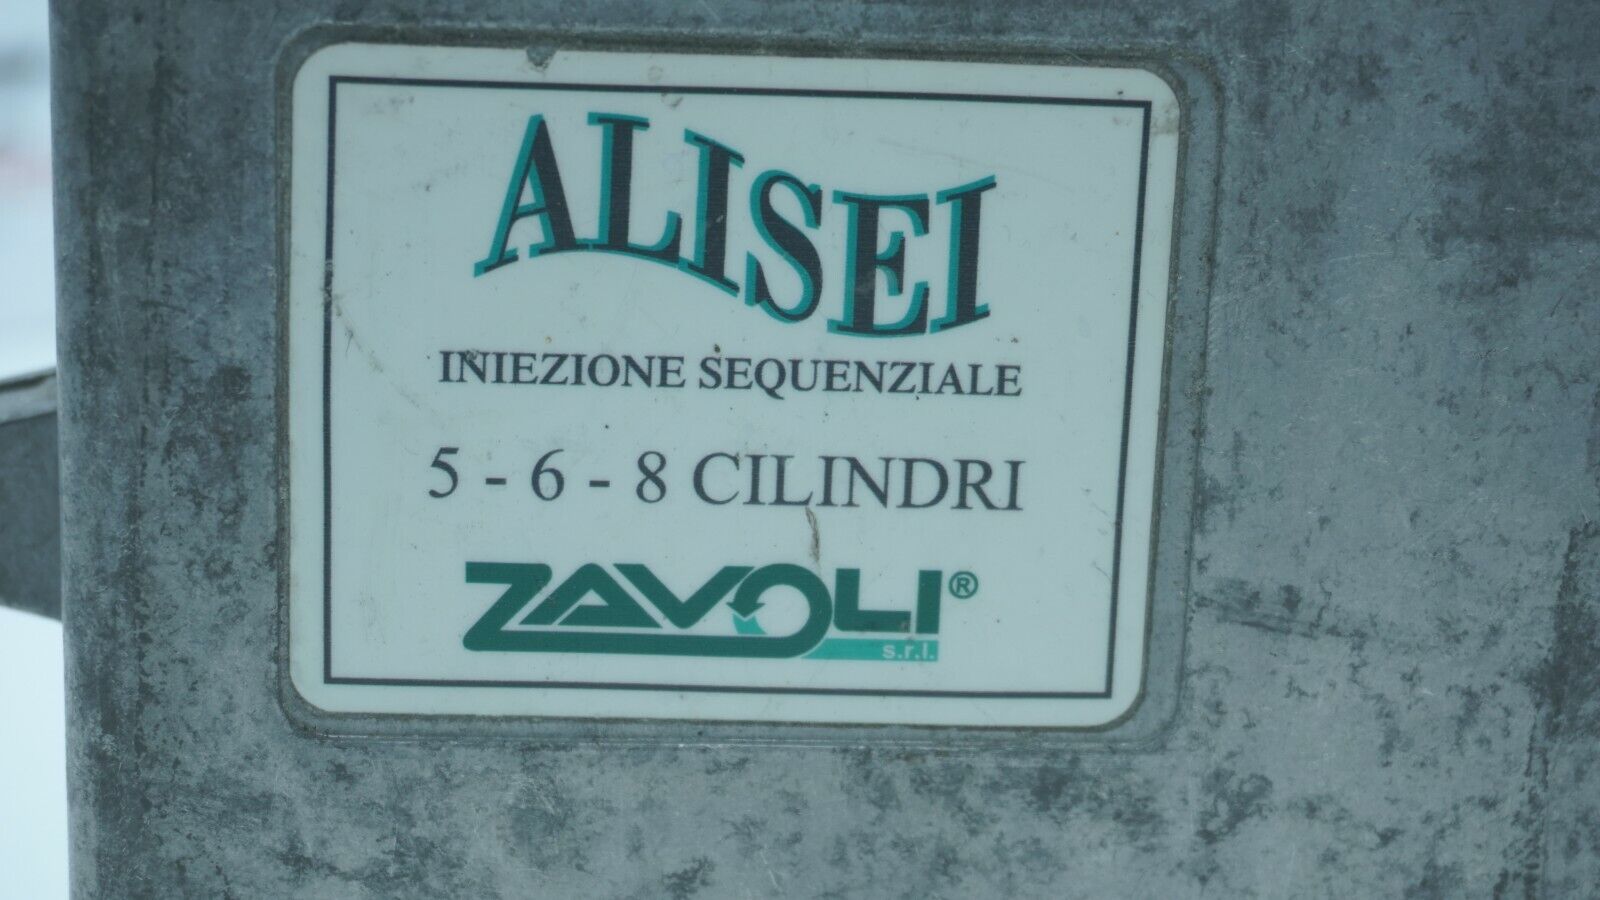 ALISEI
INIEZIONE SEQUENZIALE
5 - 6 - 8 CILINDRI
ZAVOLI®
s.r.l.